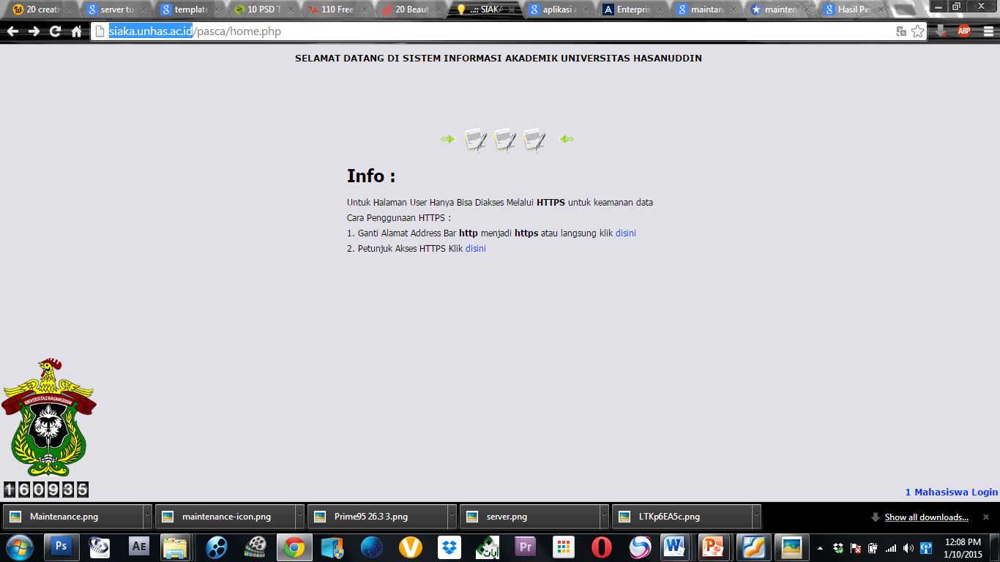 20 creati
server tu
template
10 PSD T
110 Free
20 Beaut
..:: SIAKA
aplikasi a
Enterpris
maintan
mainten
Hasil Per
siaka.unhas.ac.id/pasca/home.php
ABP
SELAMAT DATANG DI SISTEM INFORMASI AKADEMIK UNIVERSITAS HASANUDDIN
Info :
Untuk Halaman User Hanya Bisa Diakses Melalui HTTPS untuk keamanan data
Cara Penggunaan HTTPS :
1. Ganti Alamat Address Bar http menjadi https atau langsung klik disini
2. Petunjuk Akses HTTPS Klik disini
UNIVERSITAS HASANUDDIN
160935
1 Mahasiswa Login
Maintenance.png
maintenance-icon.png
Prime95 26.3 3.png
server.png
LTKp6EA5c.png
Show all downloads...
Ps
AE
Pr
12:08 PM
1/10/2015